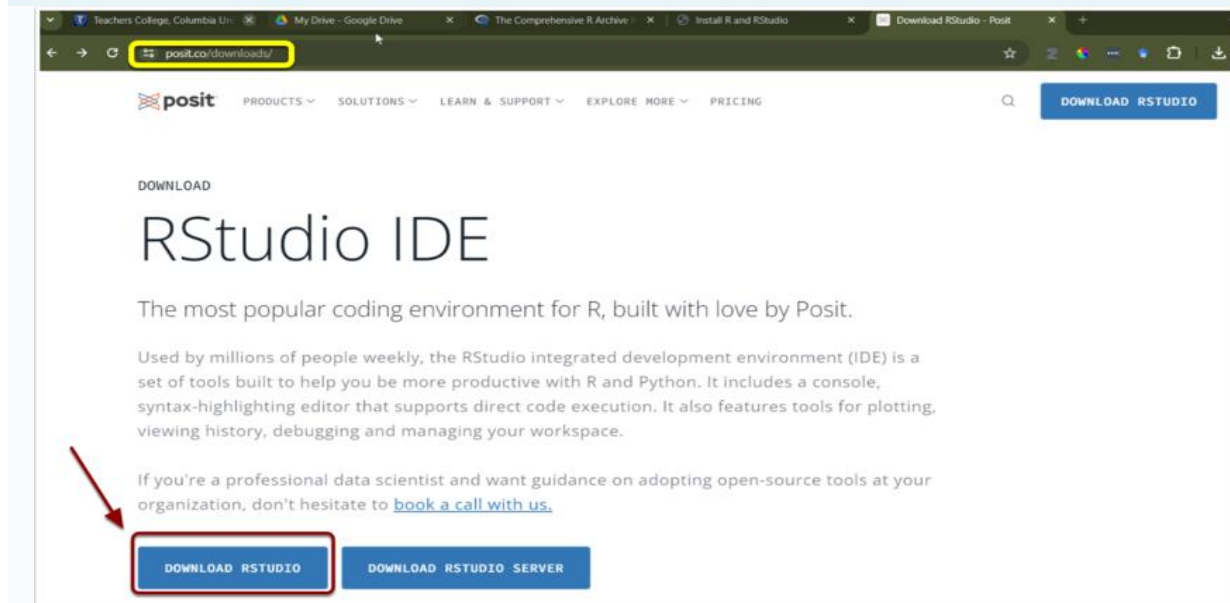 Teachers College, Columbia Uni
My Drive - Google Drive
The Comprehensive R Archive
Install R and RStudio
Download RStudio - Posit
posit.co/downloads/
posit
PRODUCTS
SOLUTIONS
LEARN & SUPPORT
EXPLORE MORE
PRICING
DOWNLOAD RSTUDIO
DOWNLOAD
RStudio IDE
The most popular coding environment for R, built with love by Posit.
Used by millions of people weekly, the RStudio integrated development environment (IDE) is a
set of tools built to help you be more productive with R and Python. It includes a console,
syntax-highlighting editor that supports direct code execution. It also features tools for plotting,
viewing history, debugging and managing your workspace.
If you're a professional data scientist and want guidance on adopting open-source tools at your
organization, don't hesitate to book a call with us.
DOWNLOAD RSTUDIO
DOWNLOAD RSTUDIO SERVER